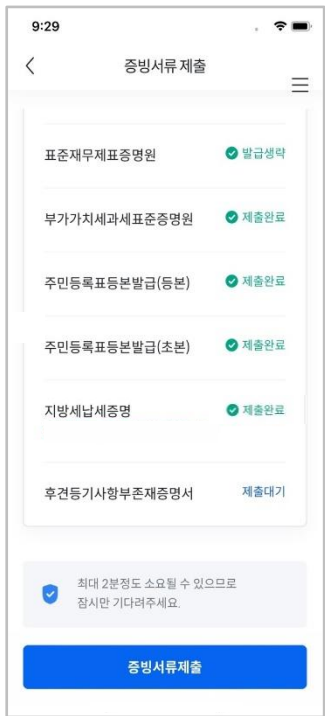 9:29
증빙서류 제출
표준재무제표증명원
발급생략
부가가치세과세표준증명원
제출완료
주민등록표등본발급(등본)
제출완료
주민등록표등본발급(초본)
제출완료
지방세납세증명
제출완료
후견등기사항부존재증명서
제출대기
최대 2분정도 소요될 수 있으므로
잠시만 기다려주세요.
증빙서류제출